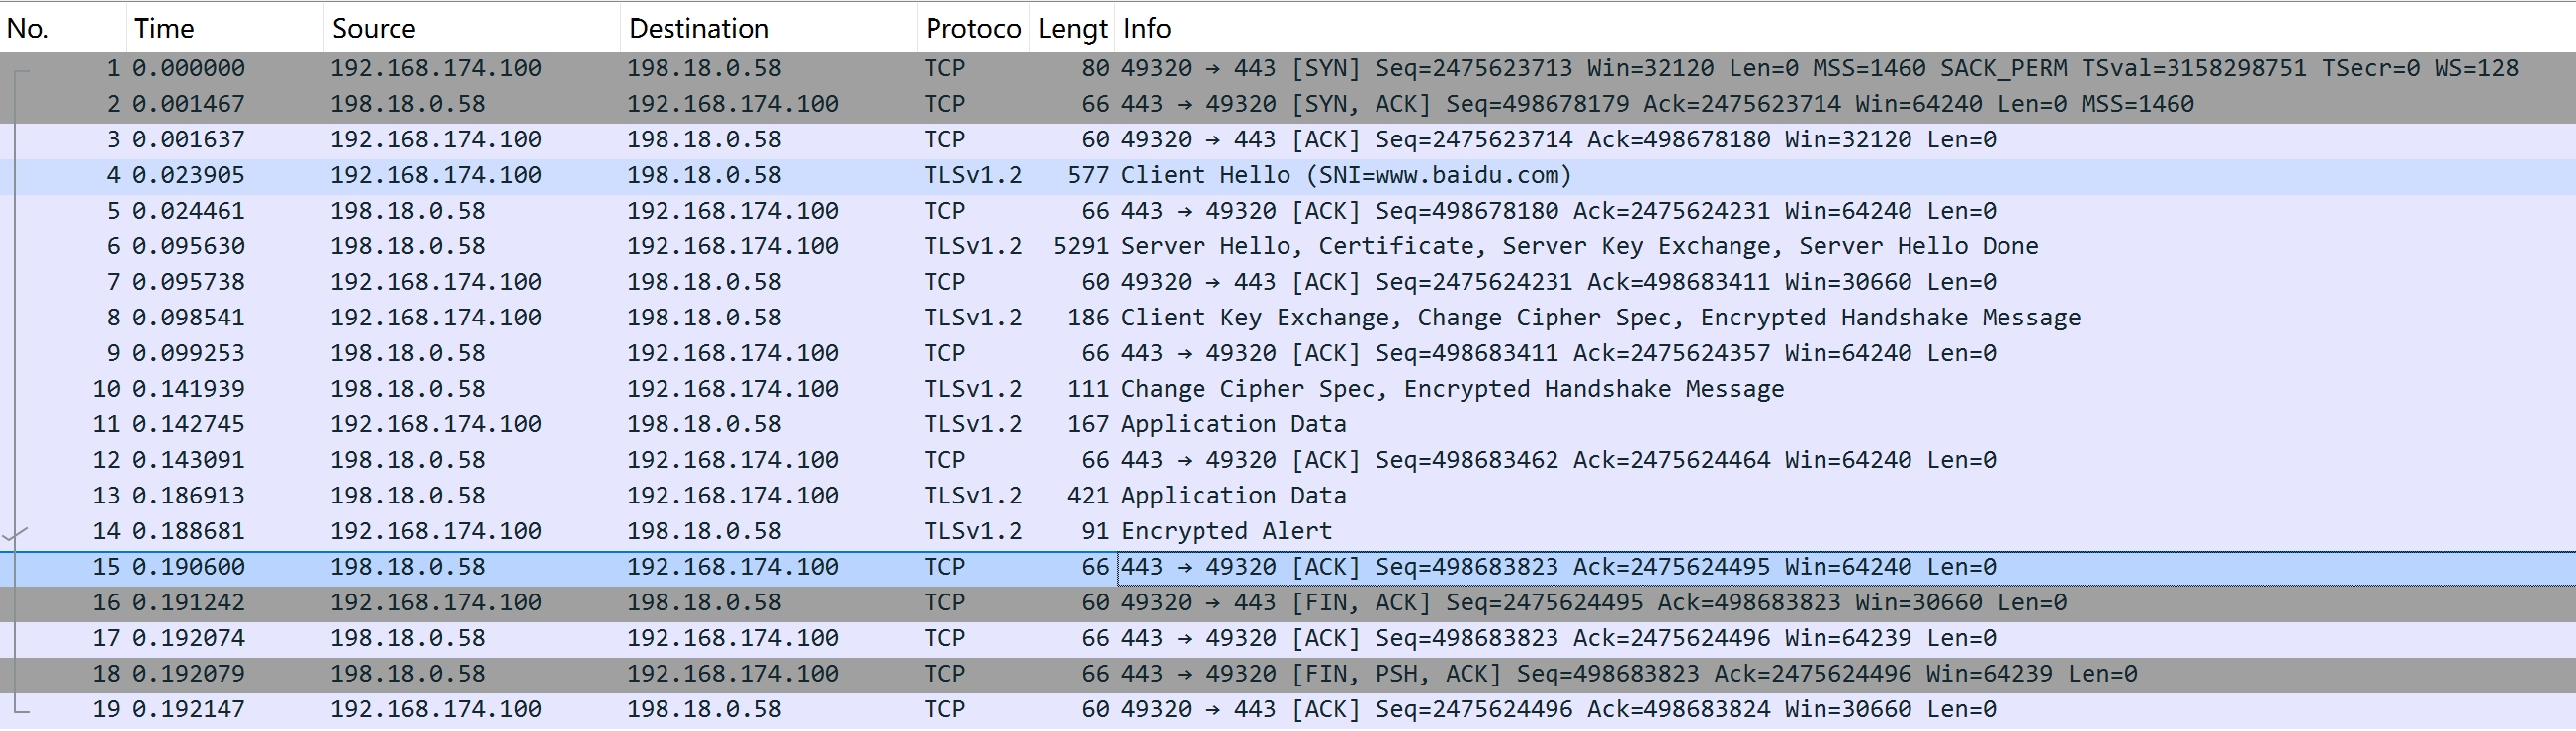 No. Time Source Destination Protoco Lengt Info
1 0.000000 192.168.174.100 198.18.0.58 TCP 80 49320 → 443 [SYN] Seq=2475623713 Win=32120 Len=0 MSS=1460 SACK_PERM TSval=3158298751 TSecr=0 WS=128
2 0.001467 198.18.0.58 192.168.174.100 TCP 66 443 → 49320 [SYN, ACK] Seq=498678179 Ack=2475623714 Win=64240 Len=0 MSS=1460
3 0.001637 192.168.174.100 198.18.0.58 TCP 60 49320 → 443 [ACK] Seq=2475623714 Ack=498678180 Win=32120 Len=0
4 0.023905 192.168.174.100 198.18.0.58 TLSv1.2 577 Client Hello (SNI=www.baidu.com)
5 0.024461 198.18.0.58 192.168.174.100 TCP 66 443 → 49320 [ACK] Seq=498678180 Ack=2475624231 Win=64240 Len=0
6 0.095630 198.18.0.58 192.168.174.100 TLSv1.2 5291 Server Hello, Certificate, Server Key Exchange, Server Hello Done
7 0.095738 192.168.174.100 198.18.0.58 TCP 60 49320 → 443 [ACK] Seq=2475624231 Ack=498683411 Win=30660 Len=0
8 0.098541 192.168.174.100 198.18.0.58 TLSv1.2 186 Client Key Exchange, Change Cipher Spec, Encrypted Handshake Message
9 0.099253 198.18.0.58 192.168.174.100 TCP 66 443 → 49320 [ACK] Seq=498683411 Ack=2475624357 Win=64240 Len=0
10 0.141939 198.18.0.58 192.168.174.100 TLSv1.2 111 Change Cipher Spec, Encrypted Handshake Message
11 0.142745 192.168.174.100 198.18.0.58 TLSv1.2 167 Application Data
12 0.143091 198.18.0.58 192.168.174.100 TCP 66 443 → 49320 [ACK] Seq=498683462 Ack=2475624464 Win=64240 Len=0
13 0.186913 198.18.0.58 192.168.174.100 TLSv1.2 421 Application Data
14 0.188681 192.168.174.100 198.18.0.58 TLSv1.2 91 Encrypted Alert
15 0.190600 198.18.0.58 192.168.174.100 TCP 66 443 → 49320 [ACK] Seq=498683823 Ack=2475624495 Win=64240 Len=0
16 0.191242 192.168.174.100 198.18.0.58 TCP 60 49320 → 443 [FIN, ACK] Seq=2475624495 Ack=498683823 Win=30660 Len=0
17 0.192074 198.18.0.58 192.168.174.100 TCP 66 443 → 49320 [ACK] Seq=498683823 Ack=2475624496 Win=64239 Len=0
18 0.192079 198.18.0.58 192.168.174.100 TCP 66 443 → 49320 [FIN, PSH, ACK] Seq=498683823 Ack=2475624496 Win=64239 Len=0
19 0.192147 192.168.174.100 198.18.0.58 TCP 60 49320 → 443 [ACK] Seq=2475624496 Ack=498683824 Win=30660 Len=0